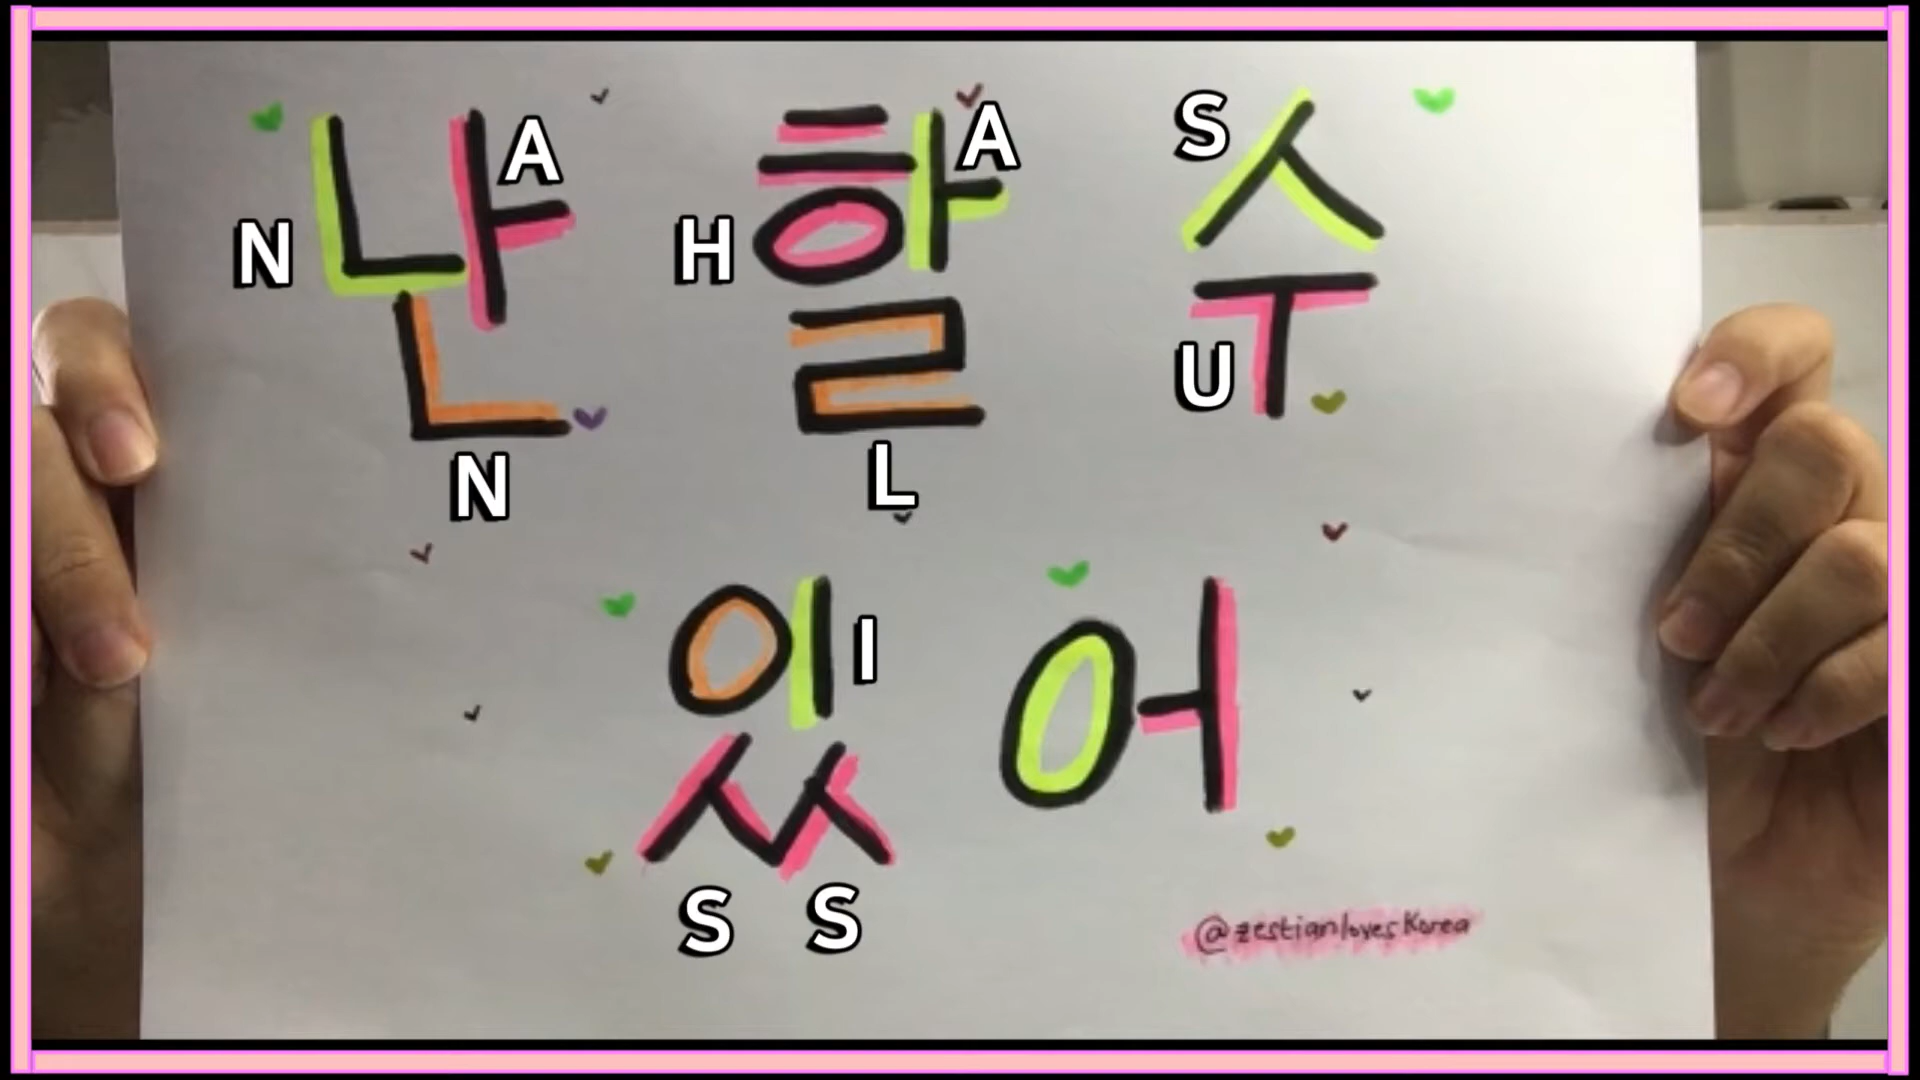 난 할 수
있어
N A N H A L S U
I S S
@zestianlovesKorea